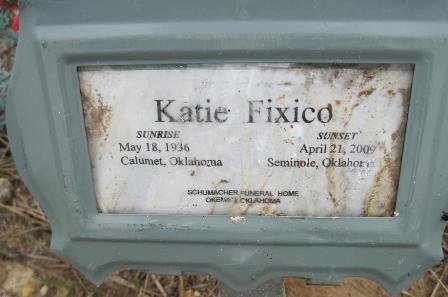 Katie Fixico
SUNRISE SUNSET
May 18, 1936 April 21, 2009
Calumet, Oklahoma Seminole, Oklahoma
SCHUMACHER FUNERAL HOME
OKEMAH, OKLAHOMA